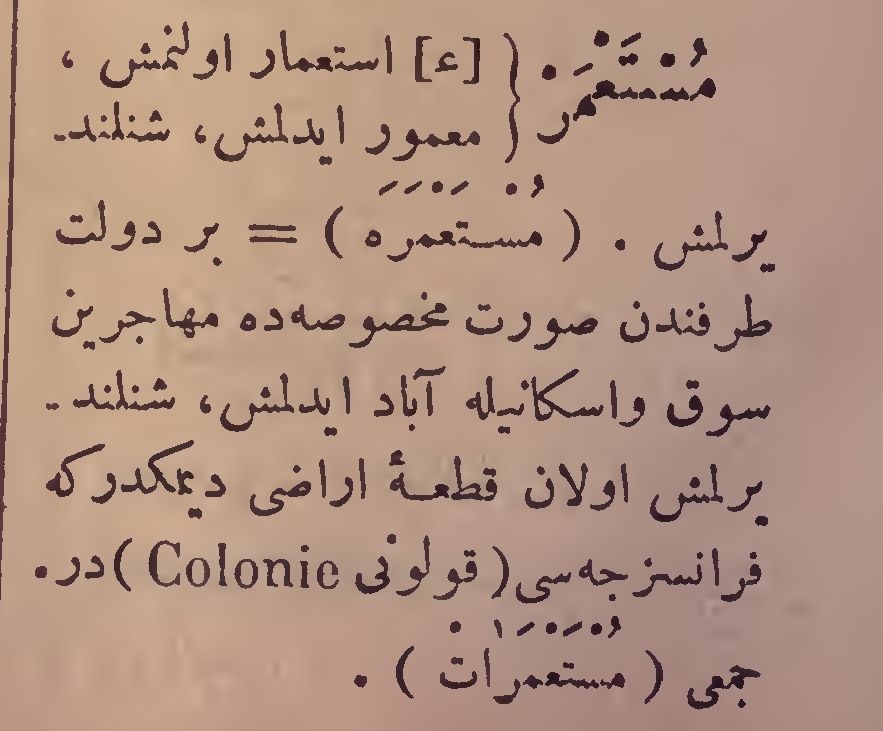 مُسْتَعْمَرْ } [ع] استعمار اولنمش ،
معمور ایدلمش، شنلند-
یرلمش . ( مُسْتَعْمَرَه ) = بر دولت
طرفندن صورت مخصوصه‌ده مهاجرین
سوق واسکانیله آباد ایدلمش، شنلند-
یرلمش اولان قطعهٔ اراضی دیمکدرکه
فرانسزجه‌سی ( قولونی Colonie )در.
جمعی ( مُسْتَعْمَرَاتْ ) .